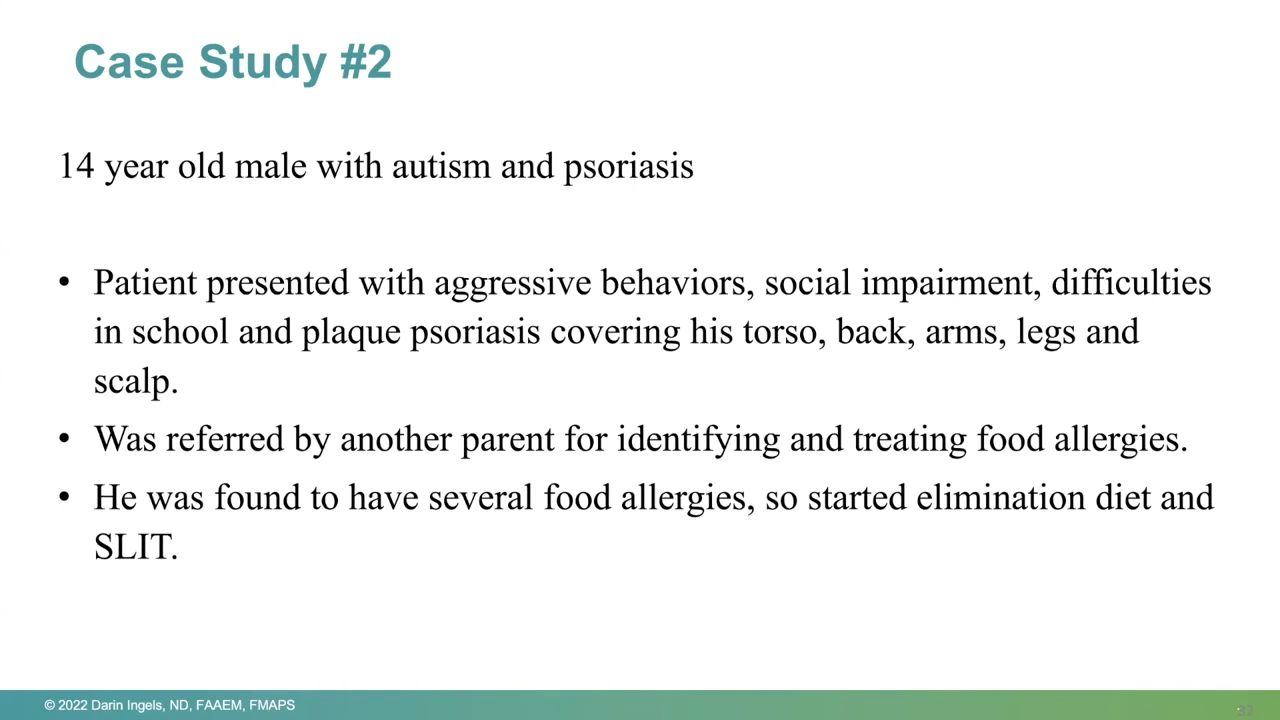 Case Study #2
14 year old male with autism and psoriasis
• Patient presented with aggressive behaviors, social impairment, difficulties
in school and plaque psoriasis covering his torso, back, arms, legs and
scalp.
• Was referred by another parent for identifying and treating food allergies.
• He was found to have several food allergies, so started elimination diet and
SLIT.
© 2022 Darin Ingels, ND, FAAEM, FMAPS
32